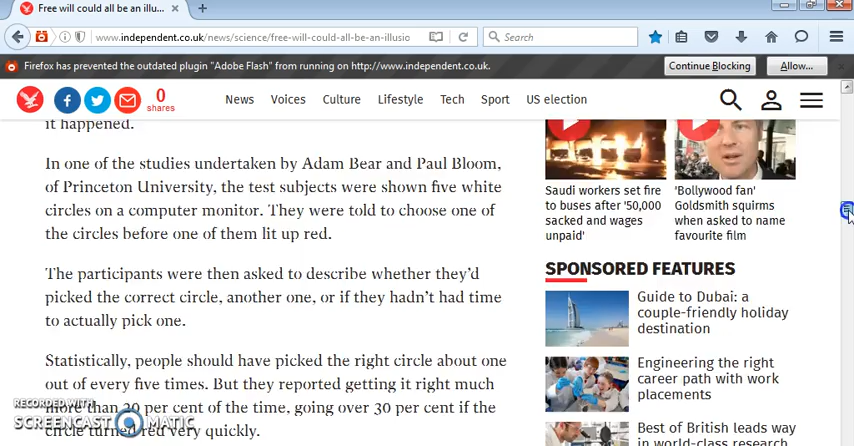 Free will could all be an illu...
www.independent.co.uk/news/science/free-will-could-all-be-an-illusio
Search
Firefox has prevented the outdated plugin "Adobe Flash" from running on http://www.independent.co.uk.
Continue Blocking
Allow...
0
shares
News
Voices
Culture
Lifestyle
Tech
Sport
US election
it happened.
In one of the studies undertaken by Adam Bear and Paul Bloom,
of Princeton University, the test subjects were shown five white
circles on a computer monitor. They were told to choose one of
the circles before one of them lit up red.
The participants were then asked to describe whether they'd
picked the correct circle, another one, or if they hadn't had time
to actually pick one.
Statistically, people should have picked the right circle about one
out of every five times. But they reported getting it right much
more than 20 per cent of the time, going over 30 per cent if the
circle turned red very quickly.
RECORDED WITH
SCREENCAST MATIC
Saudi workers set fire
to buses after '50,000
sacked and wages
unpaid'
'Bollywood fan'
Goldsmith squirms
when asked to name
favourite film
SPONSORED FEATURES
Guide to Dubai: a
couple-friendly holiday
destination
Engineering the right
career path with work
placements
Best of British leads way
in world-class research